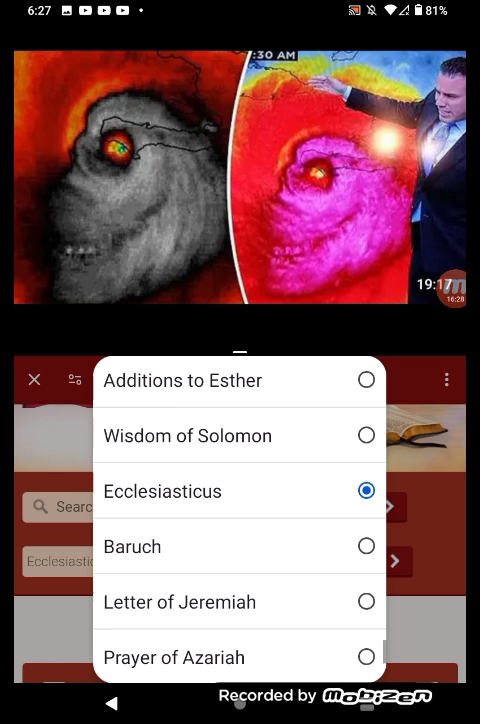 6:27
81%
:30 AM
19:17
16:28
Additions to Esther
Wisdom of Solomon
Ecclesiasticus
Searc
Baruch
Ecclesiastic
Letter of Jeremiah
Prayer of Azariah
Recorded by Mobizen